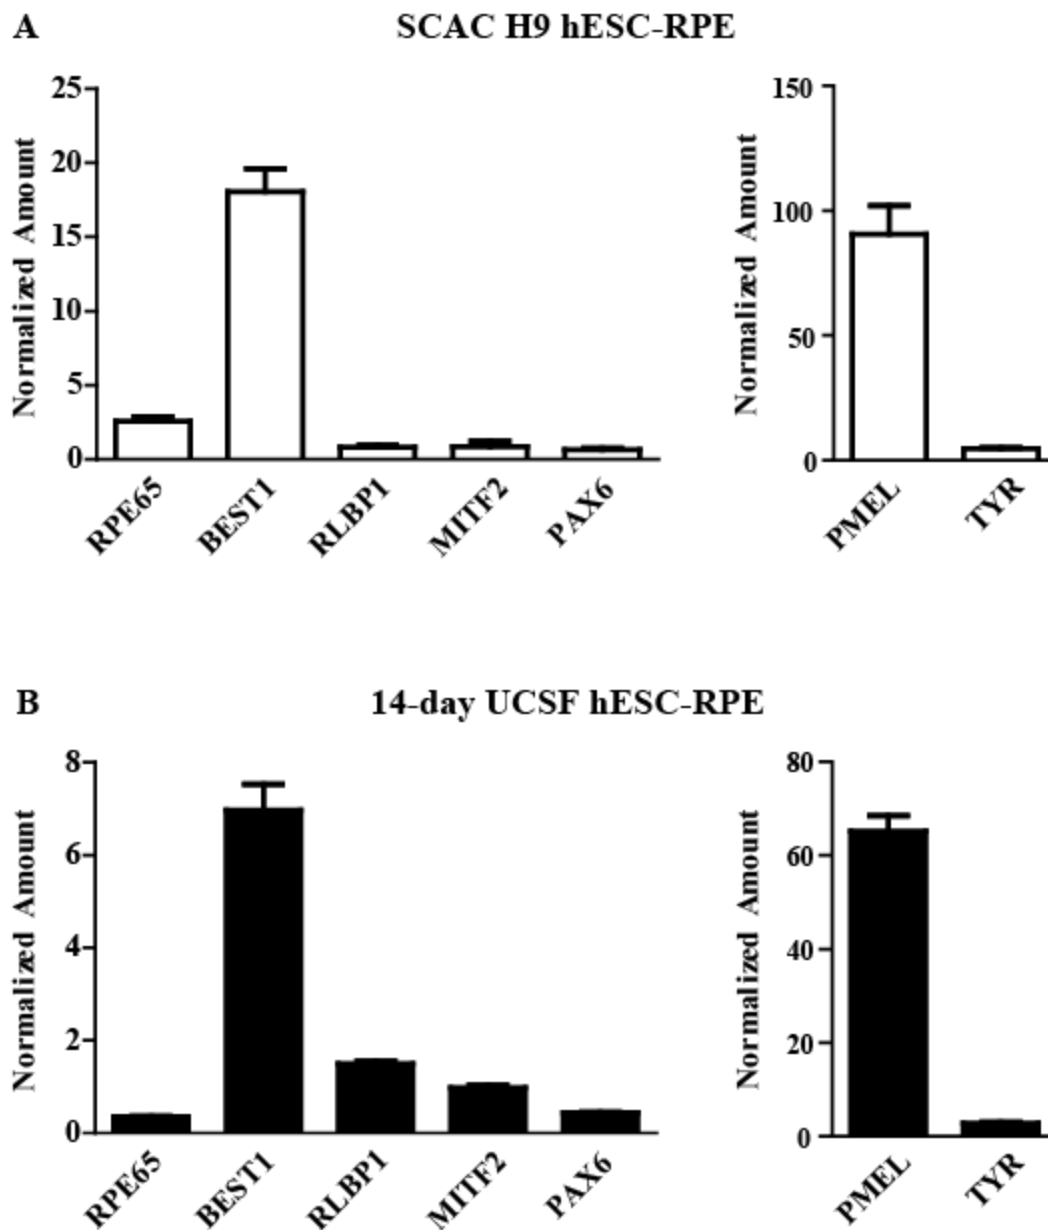 A SCAC H9 hESC-RPE
Normalized Amount
25
20
15
10
5
0
RPE65 BEST1 RLBP1 MITF2 PAX6
Normalized Amount
150
100
50
0
PMEL TYR
B 14-day UCSF hESC-RPE
Normalized Amount
8
6
4
2
0
RPE65 BEST1 RLBP1 MITF2 PAX6
Normalized Amount
80
60
40
20
0
PMEL TYR